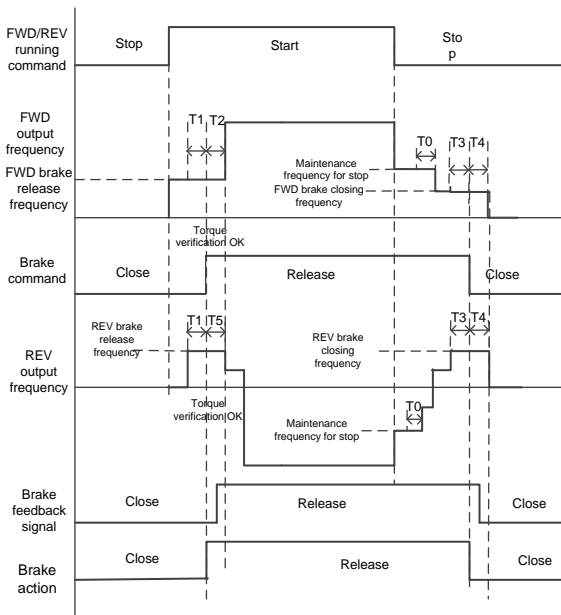 FWD/REV
running
command
Stop
Start
Sto
p
FWD
output
frequency
T1
T2
T0
T3
T4
FWD brake
release
frequency
Maintenance
frequency for stop
FWD brake closing
frequency
Torque
verification OK
Brake
command
Close
Release
Close
REV brake
release
frequency
T1
T5
REV brake
closing
frequency
T3
T4
REV
output
frequency
T0
Torque
verification OK
Maintenance
frequency for stop
Brake
feedback
signal
Close
Release
Close
Brake
action
Close
Release
Close